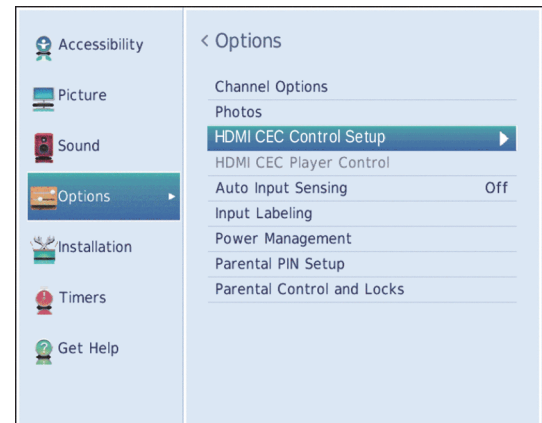 Accessibility
Picture
Sound
Options
Installation
Timers
Get Help
< Options
Channel Options
Photos
HDMI CEC Control Setup
HDMI CEC Player Control
Auto Input Sensing Off
Input Labeling
Power Management
Parental PIN Setup
Parental Control and Locks